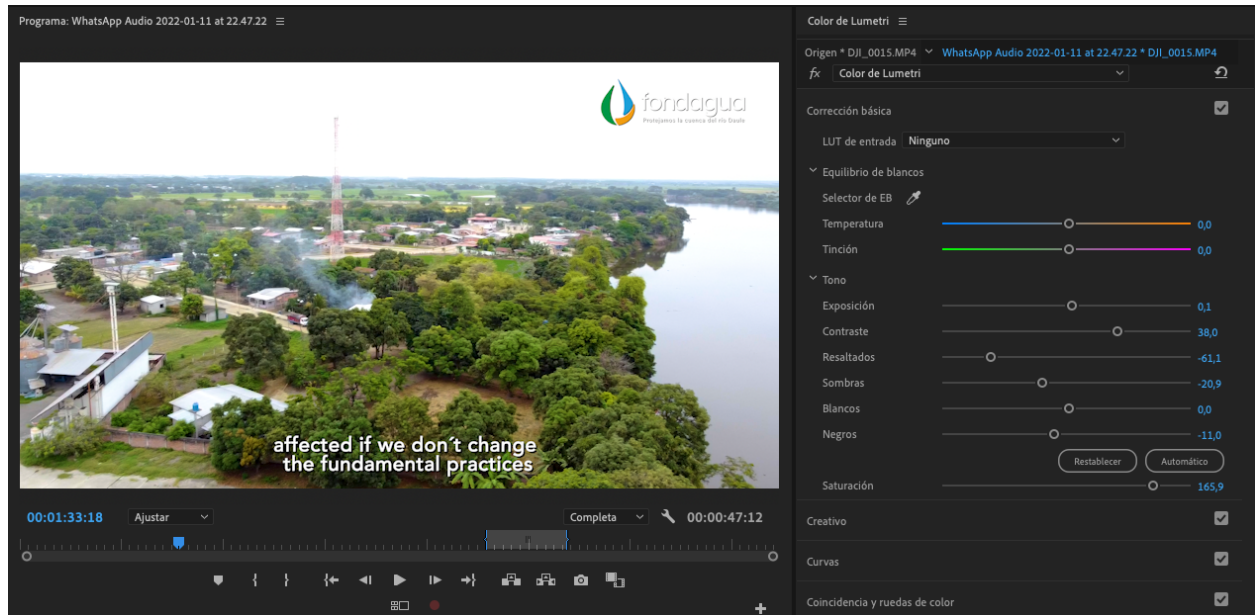 Programa: WhatsApp Audio 2022-01-11 at 22.47.22
fondagua
Protejamos la cuenca del río Daule
affected if we don´t change
the fundamental practices
00:01:33:18
Ajustar
Completa
00:00:47:12
Color de Lumetri
Origen * DJI_0015.MP4
WhatsApp Audio 2022-01-11 at 22.47.22 * DJI_0015.MP4
fx Color de Lumetri
Corrección básica
LUT de entrada Ninguno
Equilibrio de blancos
Selector de EB
Temperatura 0,0
Tinción 0,0
Tono
Exposición 0,1
Contraste 38,0
Resaltados -61,1
Sombras -20,9
Blancos 0,0
Negros -11,0
Restablecer Automático
Saturación 165,9
Creativo
Curvas
Coincidencia y ruedas de color